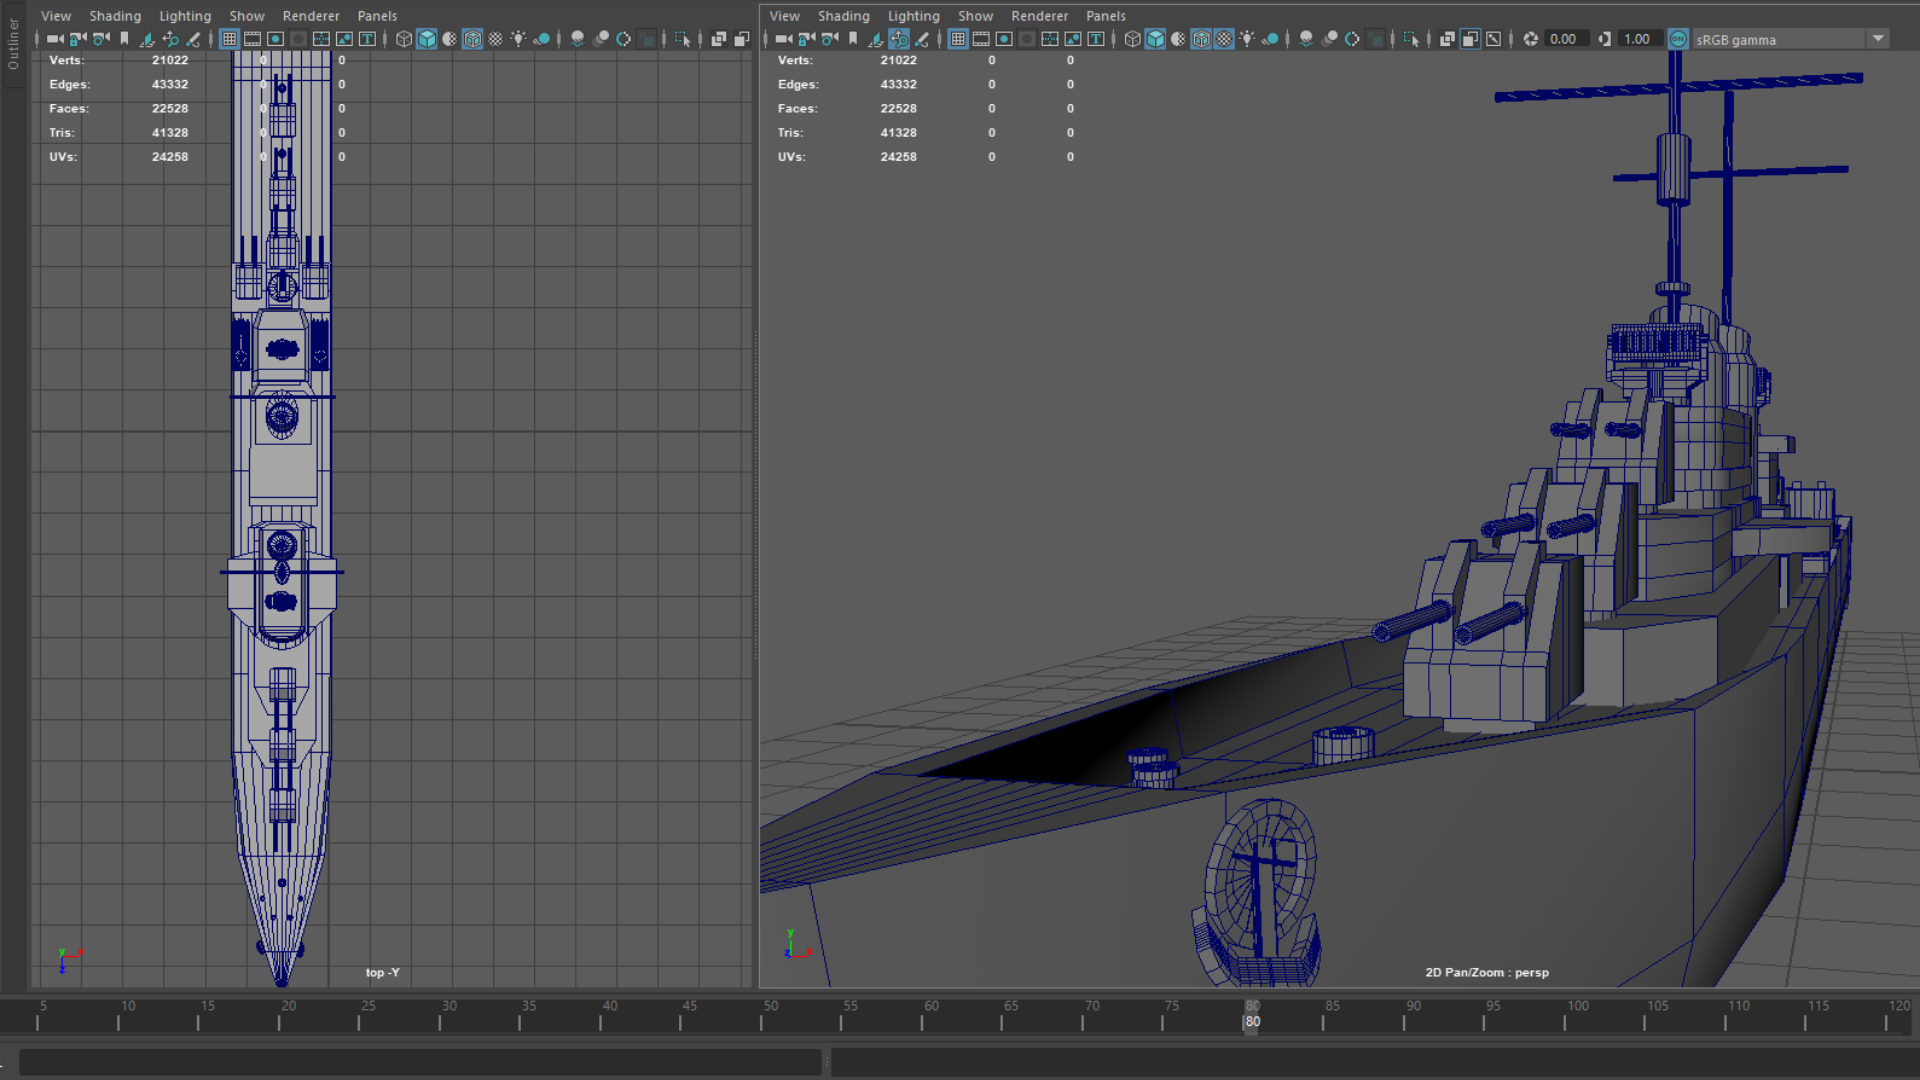 Outliner
View Shading Lighting Show Renderer Panels
Verts: 21022 0 0
Edges: 43332 0 0
Faces: 22528 0 0
Tris: 41328 0 0
UVs: 24258 0 0
y x z
top -Y
View Shading Lighting Show Renderer Panels
0.00 1.00 ON sRGB gamma
Verts: 21022 0 0
Edges: 43332 0 0
Faces: 22528 0 0
Tris: 41328 0 0
UVs: 24258 0 0
y z x
2D Pan/Zoom : persp
5 10 15 20 25 30 35 40 45 50 55 60 65 70 75 80 85 90 95 100 105 110 115 120
80